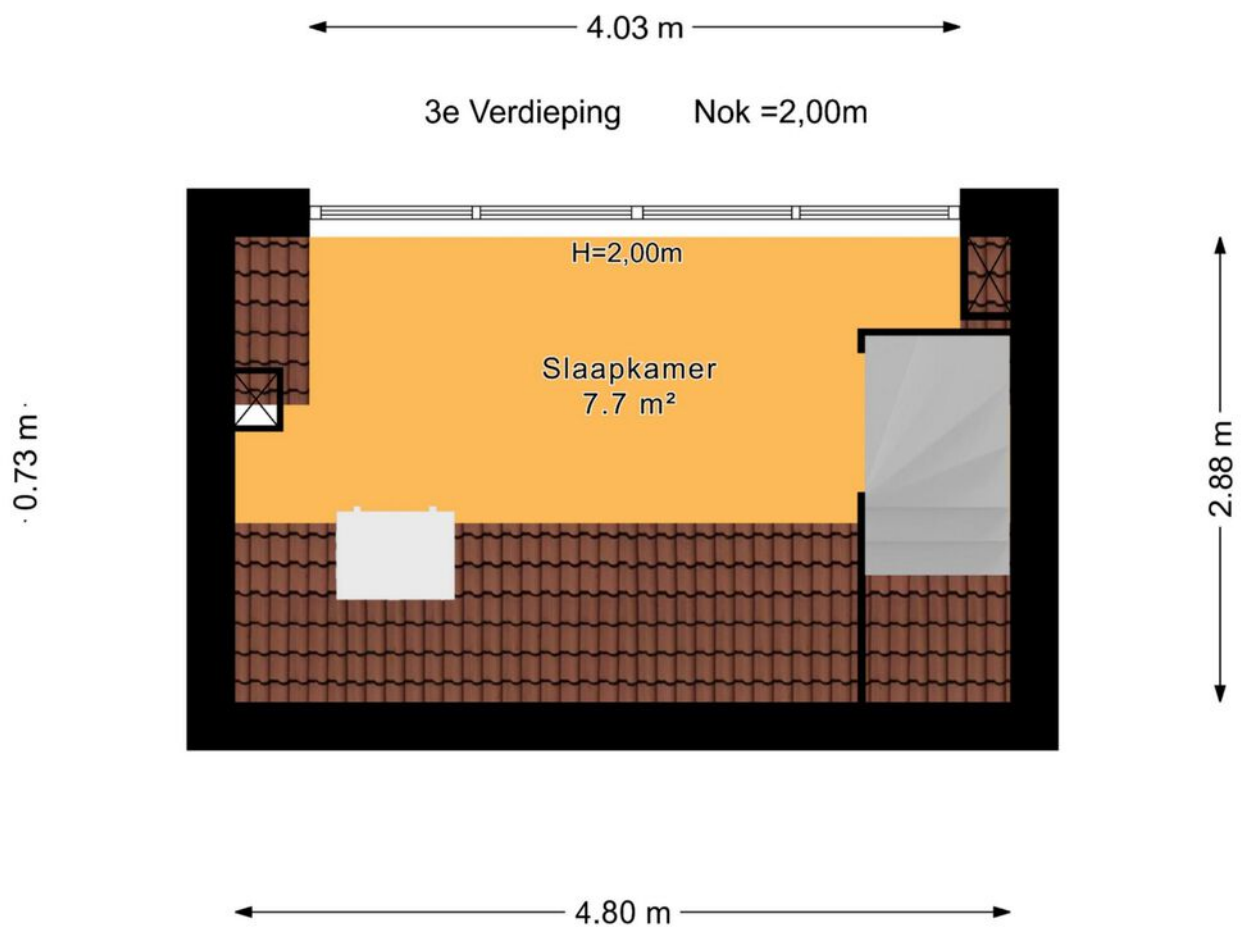 4.03 m
3e Verdieping Nok =2,00m
H=2,00m
Slaapkamer
7.7 m²
0.73 m
2.88 m
4.80 m